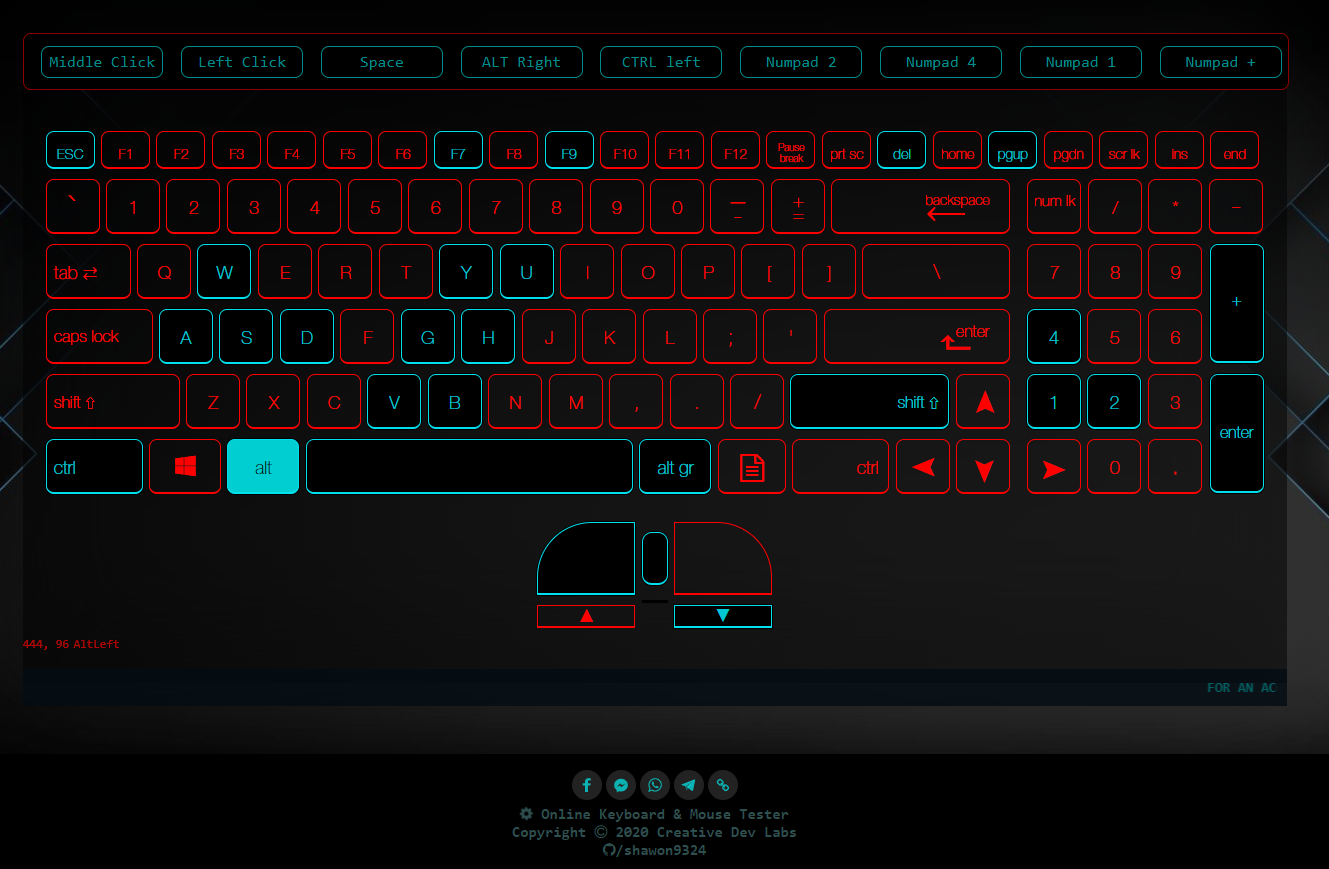 Middle Click Left Click Space ALT Right CTRL left Numpad 2 Numpad 4 Numpad 1 Numpad +
ESC F1 F2 F3 F4 F5 F6 F7 F8 F9 F10 F11 F12 Pause break prt sc del home pgup pgdn scr lk ins end
` 1 2 3 4 5 6 7 8 9 0 — – + = backspace num lk / * –
tab ⇄ Q W E R T Y U I O P [ ] \ 7 8 9 +
caps lock A S D F G H J K L ; ' enter 4 5 6
shift ⇧ Z X C V B N M , . / shift ⇧ 1 2 3 enter
ctrl alt alt gr ctrl 0 .
444, 96 AltLeft
FOR AN AC
Online Keyboard & Mouse Tester
Copyright © 2020 Creative Dev Labs
/shawon9324